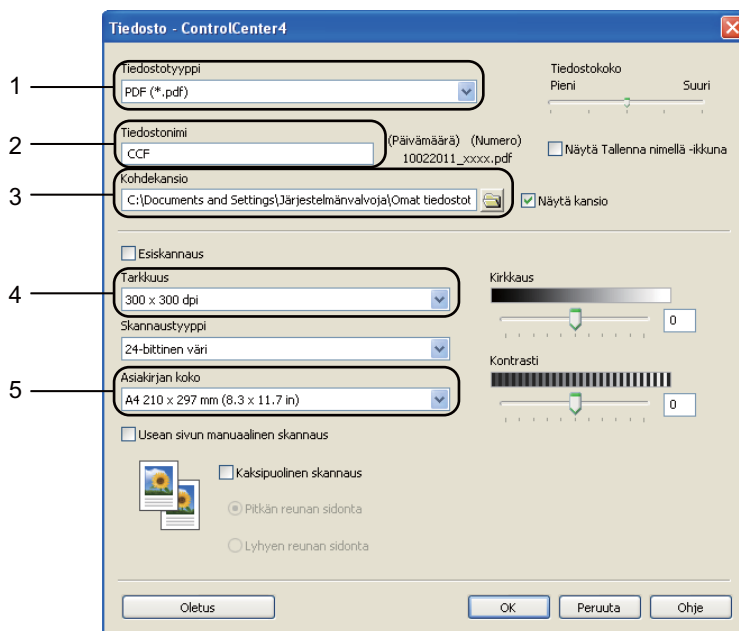 Tiedosto - ControlCenter4
1
Tiedostotyyppi
PDF (*.pdf)
Tiedostokoko
Pieni Suuri
2
Tiedostonimi
CCF
(Päivämäärä) (Numero)
10022011_xxxx.pdf
Näytä Tallenna nimellä -ikkuna
3
Kohdekansio
C:\Documents and Settings\Järjestelmänvalvoja\Omat tiedostot
Näytä kansio
Esiskannaus
4
Tarkkuus
300 x 300 dpi
Kirkkaus
0
Skannaustyyppi
24-bittinen väri
Kontrasti
0
5
Asiakirjan koko
A4 210 x 297 mm (8.3 x 11.7 in)
Usean sivun manuaalinen skannaus
Kaksipuolinen skannaus
Pitkän reunan sidonta
Lyhyen reunan sidonta
Oletus OK Peruuta Ohje